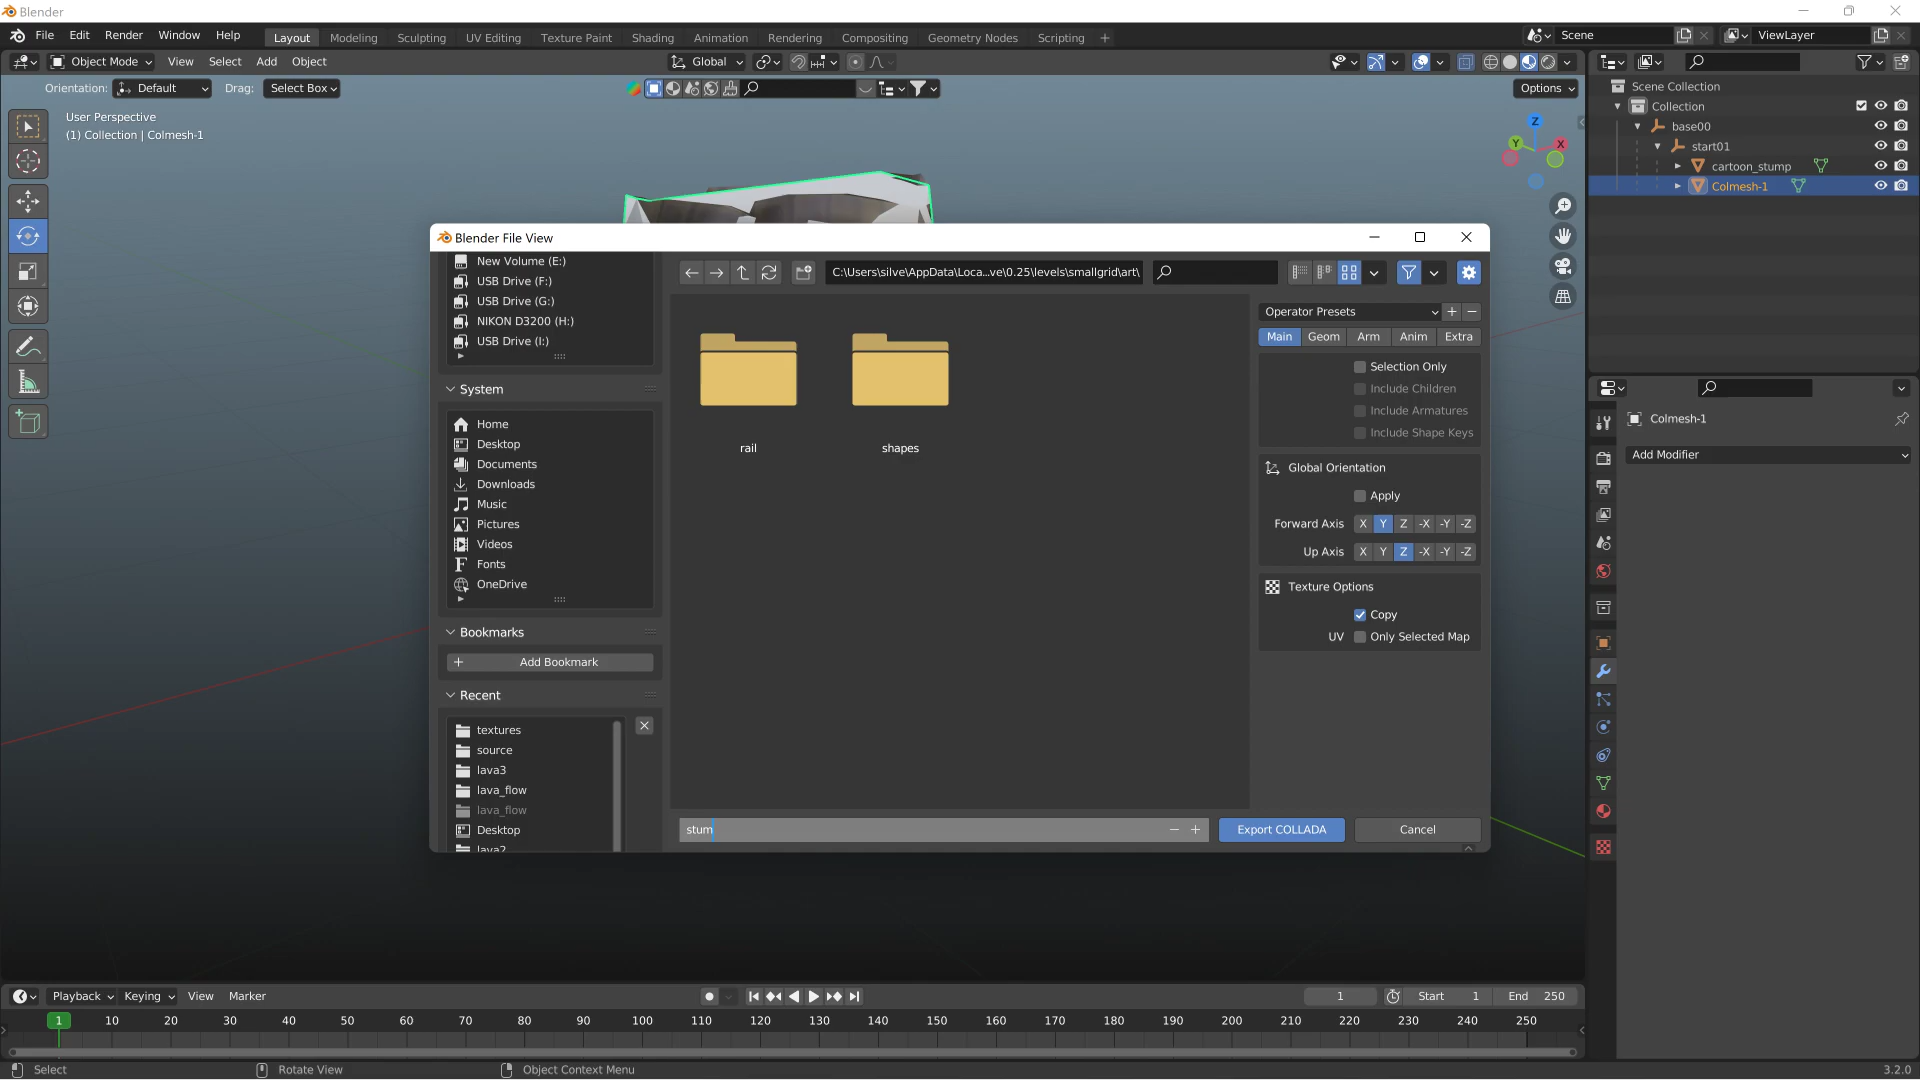 Blender
File Edit Render Window Help Layout Modeling Sculpting UV Editing Texture Paint Shading Animation Rendering Compositing Geometry Nodes Scripting + Scene ViewLayer
Object Mode View Select Add Object Global
Orientation: Default Drag: Select Box Options
User Perspective
(1) Collection | Colmesh-1
Z
Y
X
Scene Collection
Collection
base00
start01
cartoon_stump
Colmesh-1
Blender File View
New Volume (E:)
USB Drive (F:)
USB Drive (G:)
NIKON D3200 (H:)
USB Drive (I:)
System
Home
Desktop
Documents
Downloads
Music
Pictures
Videos
Fonts
OneDrive
Bookmarks
Add Bookmark
Recent
textures
source
lava3
lava_flow
lava_flow
Desktop
lava2
C:\Users\silve\AppData\Loca...ve\0.25\levels\smallgrid\art\
rail
shapes
stum
Operator Presets
Main Geom Arm Anim Extra
Selection Only
Include Children
Include Armatures
Include Shape Keys
Global Orientation
Apply
Forward Axis X Y Z -X -Y -Z
Up Axis X Y Z -X -Y -Z
Texture Options
Copy
UV Only Selected Map
Export COLLADA Cancel
Colmesh-1
Add Modifier
Playback Keying View Marker 1 Start 1 End 250
1 10 20 30 40 50 60 70 80 90 100 110 120 130 140 150 160 170 180 190 200 210 220 230 240 250
Select Rotate View Object Context Menu 3.2.0